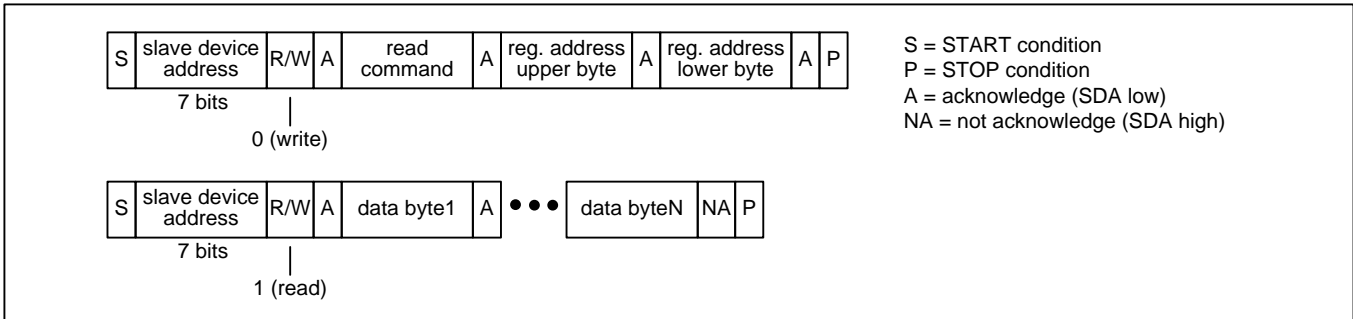 S slave device address R/W A read command A reg. address upper byte A reg. address lower byte A P
7 bits
0 (write)
S slave device address R/W A data byte1 A ••• data byteN NA P
7 bits
1 (read)
S = START condition
P = STOP condition
A = acknowledge (SDA low)
NA = not acknowledge (SDA high)